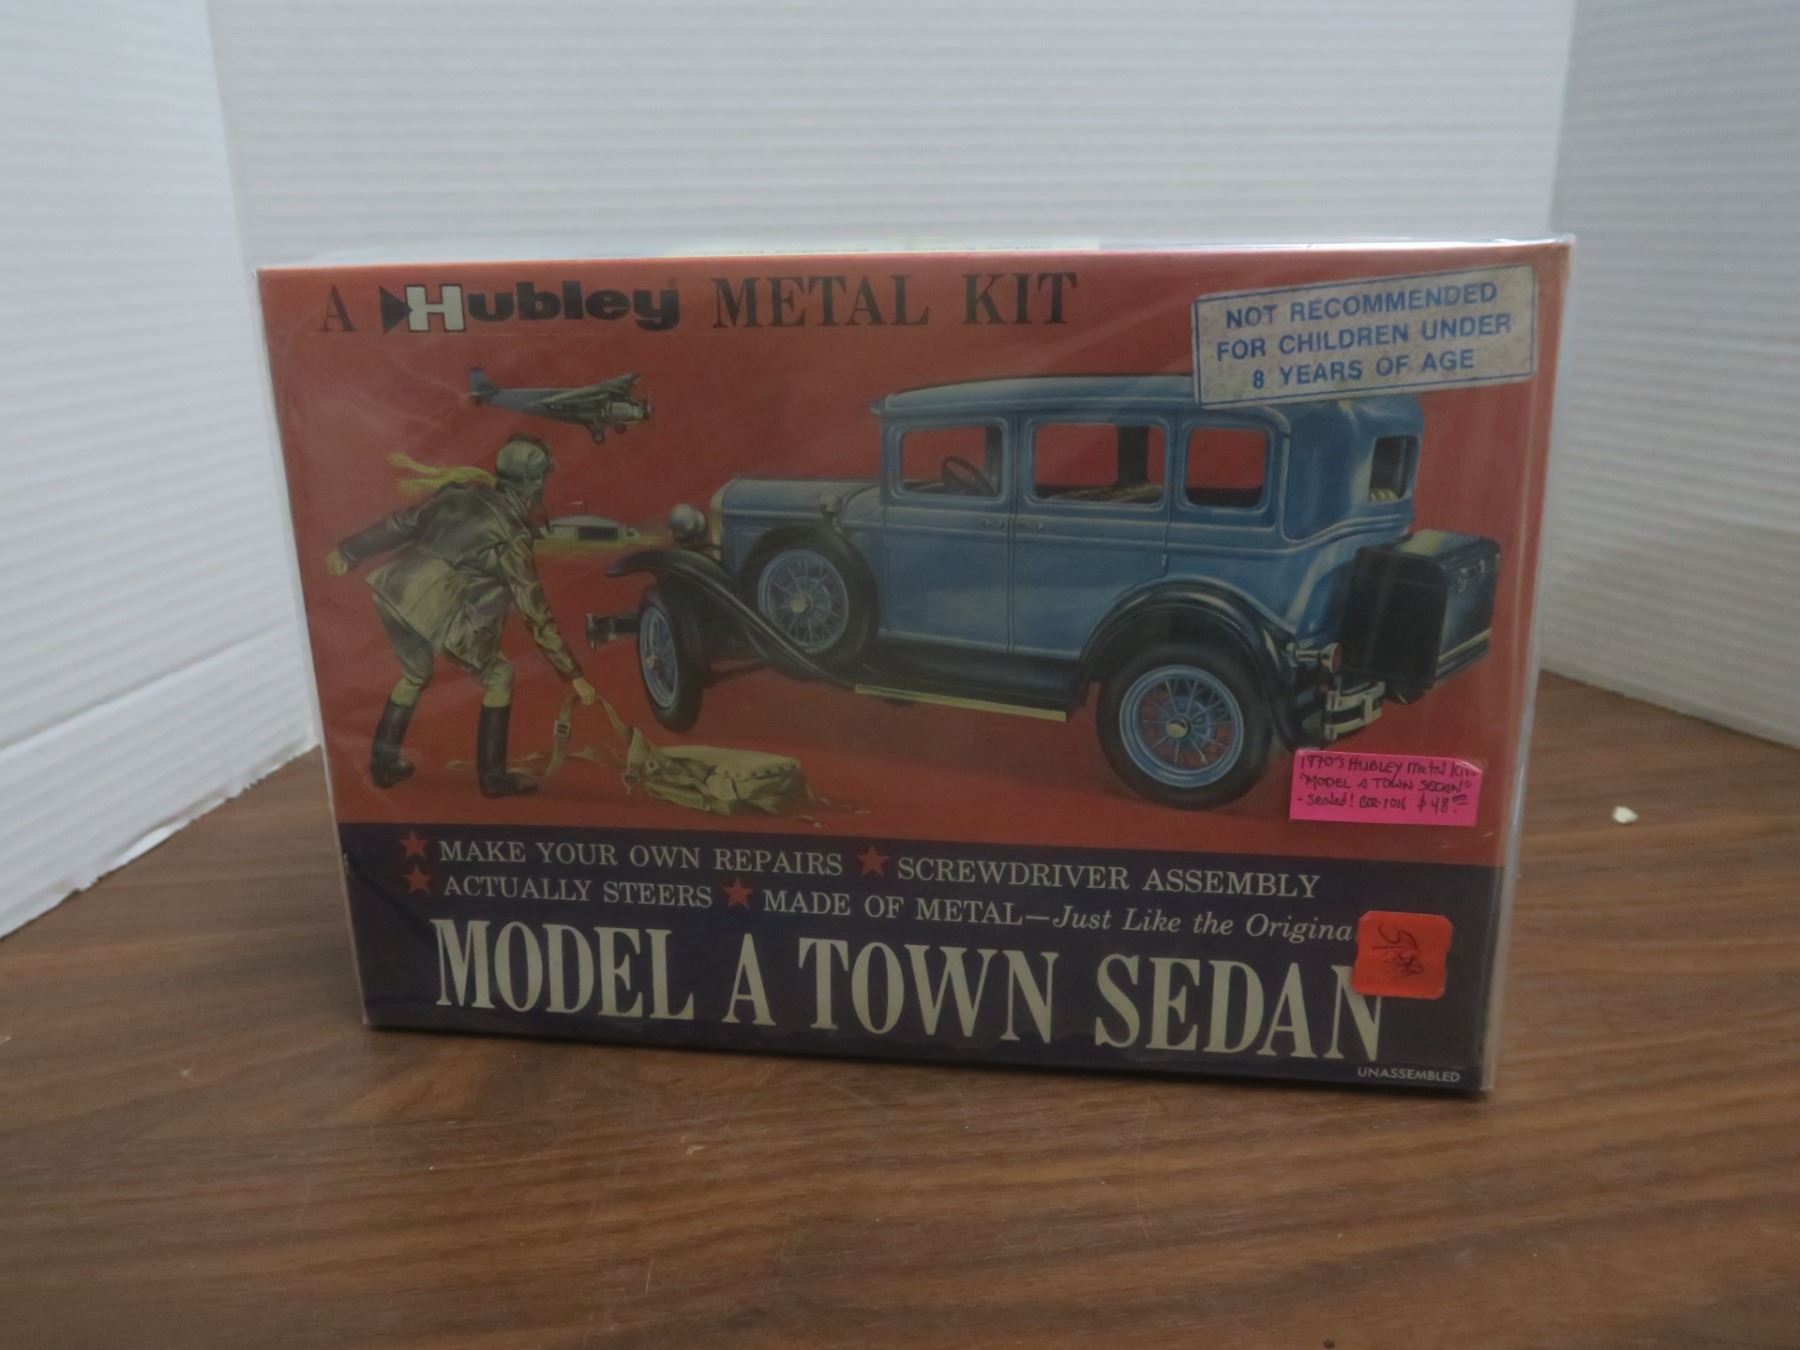 A Hubley METAL KIT
NOT RECOMMENDED
FOR CHILDREN UNDER
8 YEARS OF AGE
1970's HUBLEY Metal Kit
"MODEL A TOWN SEDAN"
- Sealed! $48.00
★ MAKE YOUR OWN REPAIRS ★ SCREWDRIVER ASSEMBLY
★ ACTUALLY STEERS ★ MADE OF METAL—Just Like the Origina
MODEL A TOWN SEDAN
UNASSEMBLED